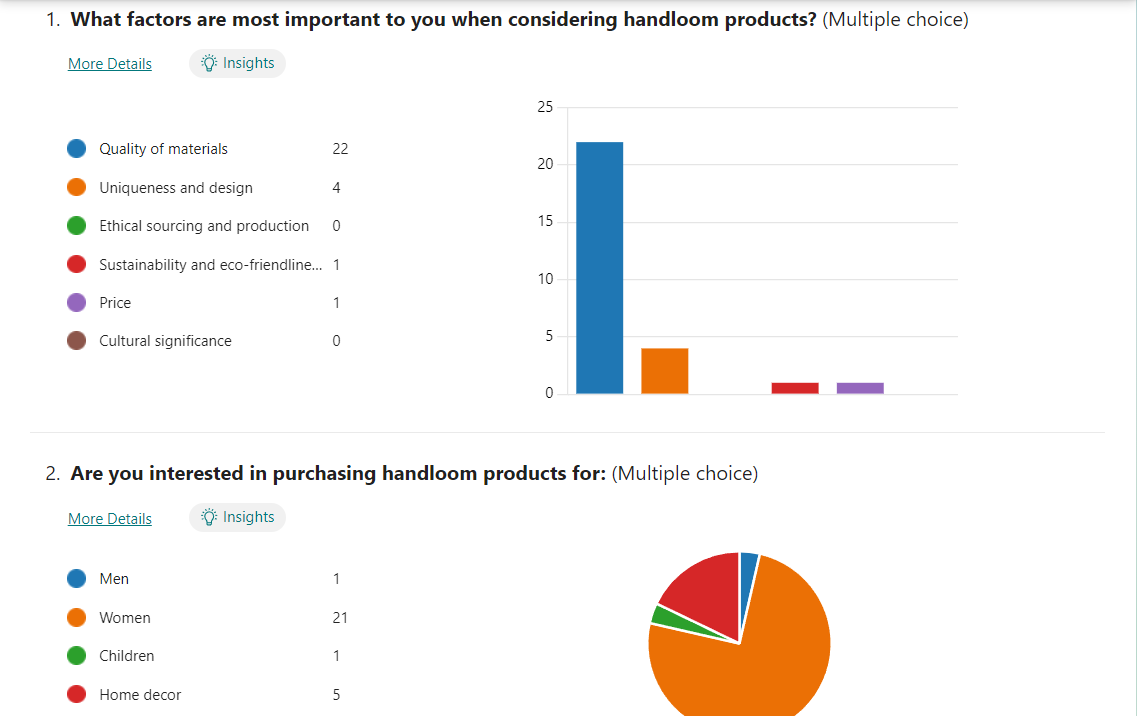 1. What factors are most important to you when considering handloom products? (Multiple choice)
More Details Insights
Quality of materials 22
Uniqueness and design 4
Ethical sourcing and production 0
Sustainability and eco-friendline... 1
Price 1
Cultural significance 0
25
20
15
10
5
0
2. Are you interested in purchasing handloom products for: (Multiple choice)
More Details Insights
Men 1
Women 21
Children 1
Home decor 5